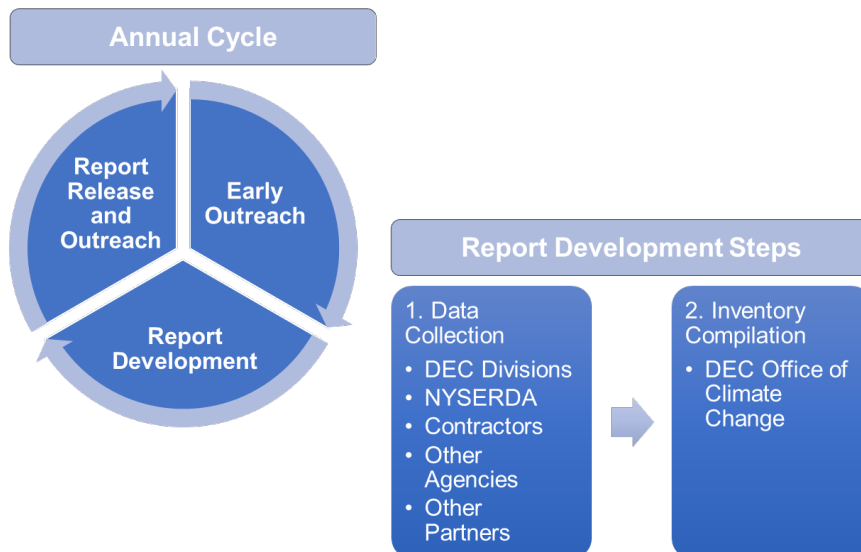 Annual Cycle
Report
Release
and
Outreach
Early
Outreach
Report
Development
Report Development Steps
1. Data
Collection
• DEC Divisions
• NYSERDA
• Contractors
• Other
Agencies
• Other
Partners
2. Inventory
Compilation
• DEC Office of
Climate
Change